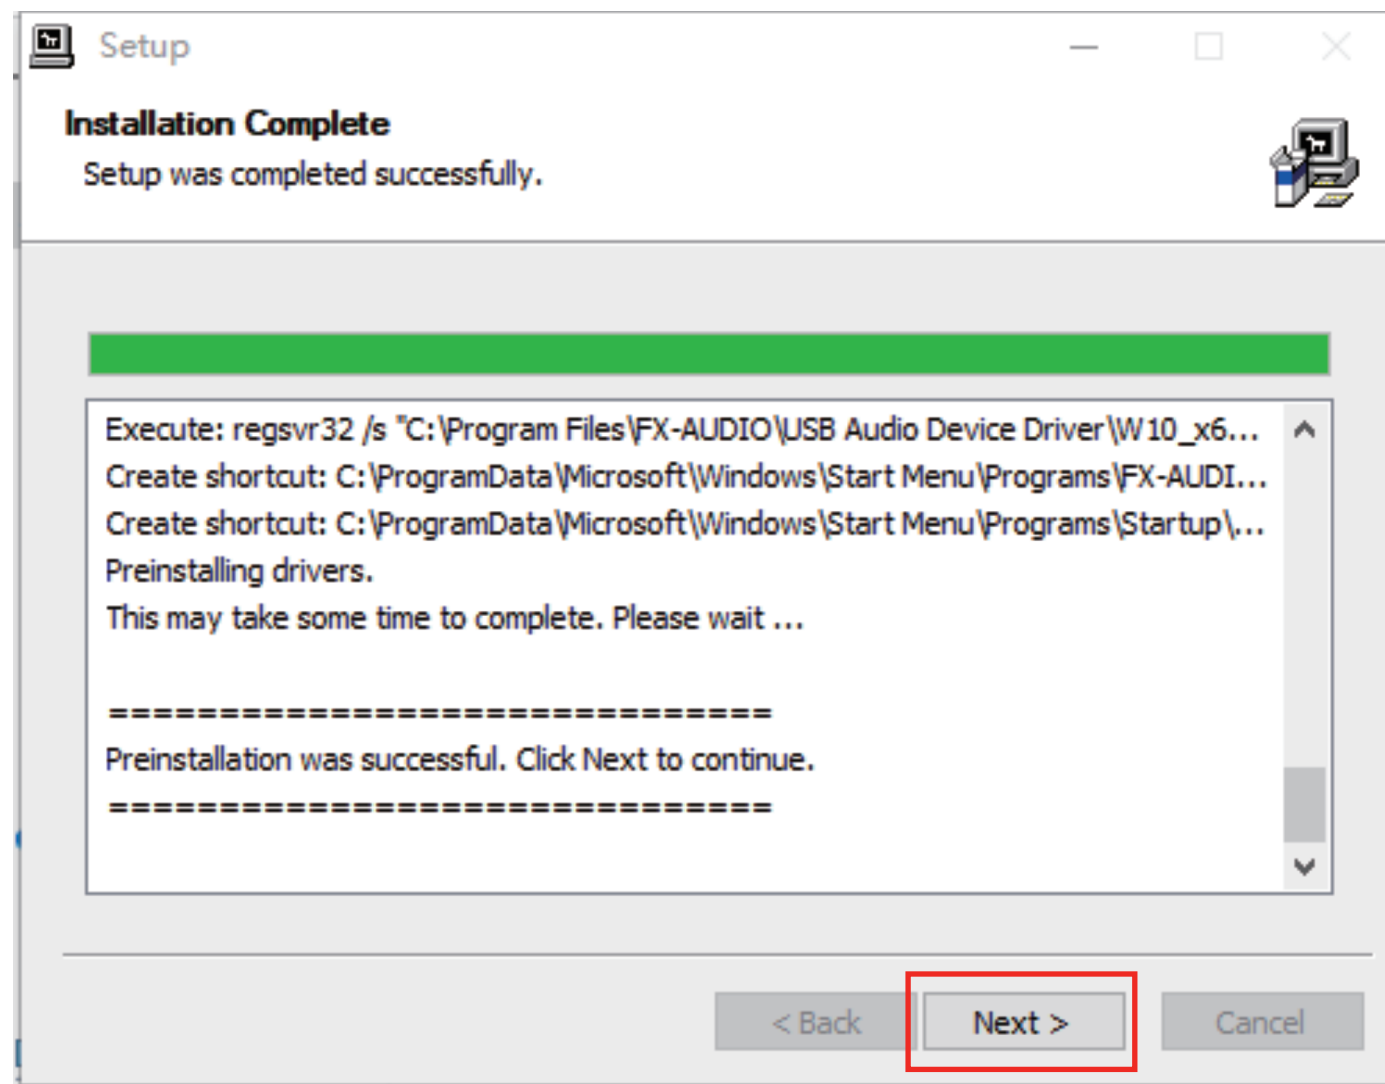 Setup
Installation Complete
Setup was completed successfully.
Execute: regsvr32 /s "C:\Program Files\FX-AUDIO\USB Audio Device Driver\W10_x6...
Create shortcut: C:\ProgramData\Microsoft\Windows\Start Menu\Programs\FX-AUDI...
Create shortcut: C:\ProgramData\Microsoft\Windows\Start Menu\Programs\Startup\...
Preinstalling drivers.
This may take some time to complete. Please wait ...
==============================
Preinstallation was successful. Click Next to continue.
==============================
< Back
Next >
Cancel